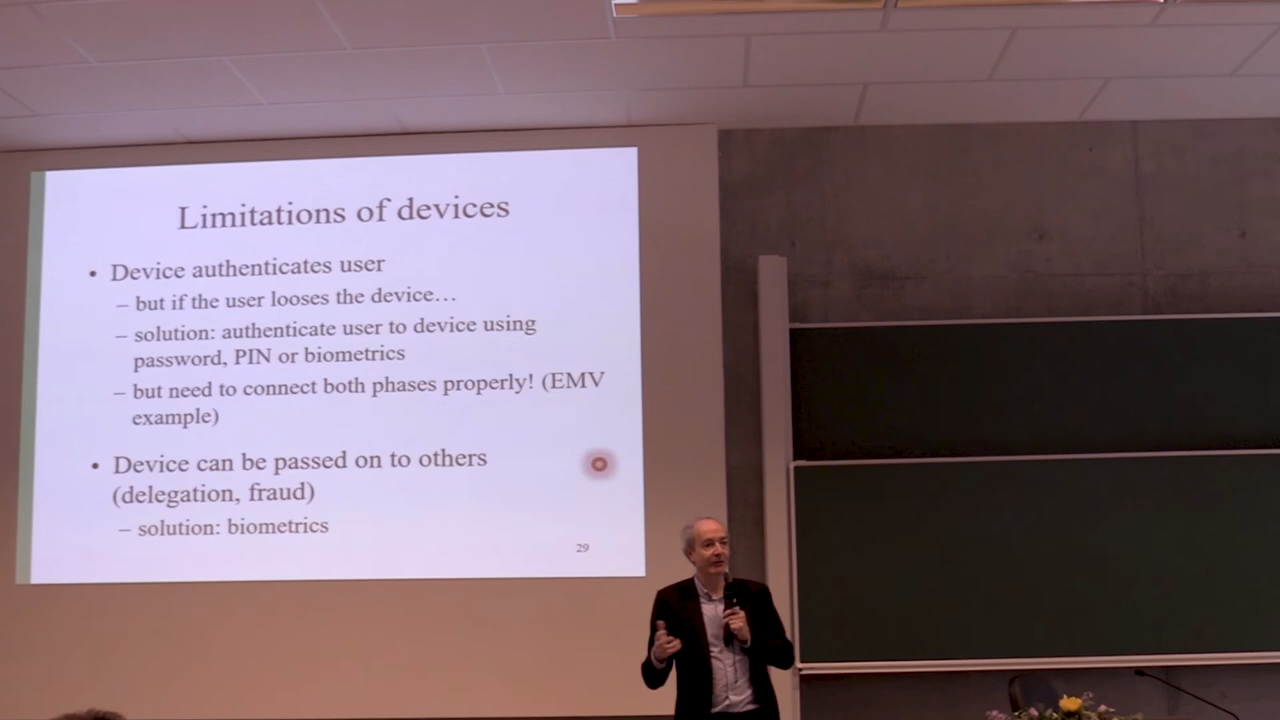 Limitations of devices
• Device authenticates user
– but if the user looses the device…
– solution: authenticate user to device using
password, PIN or biometrics
– but need to connect both phases properly! (EMV
example)
• Device can be passed on to others
(delegation, fraud)
– solution: biometrics
29